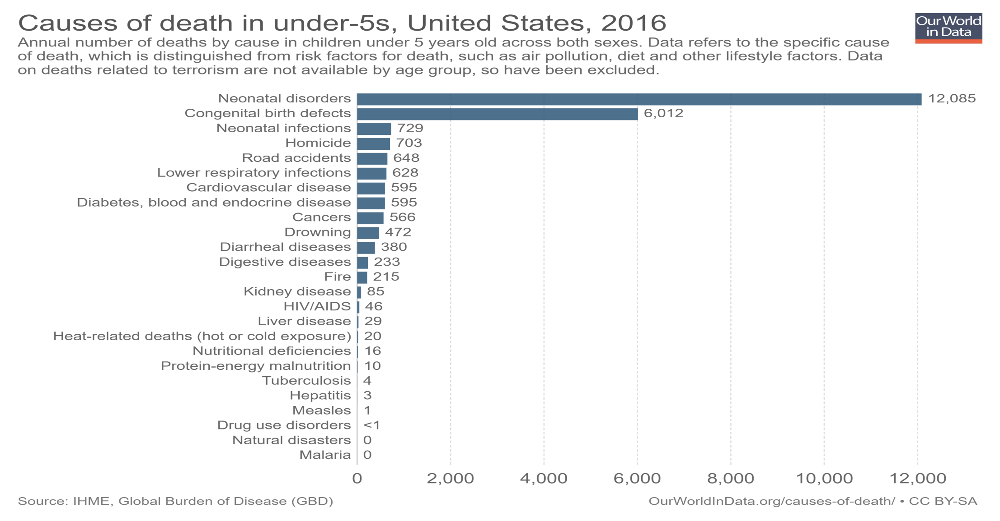 Causes of death in under-5s, United States, 2016
Our World
in Data
Annual number of deaths by cause in children under 5 years old across both sexes. Data refers to the specific cause
of death, which is distinguished from risk factors for death, such as air pollution, diet and other lifestyle factors. Data
on deaths related to terrorism are not available by age group, so have been excluded.
Neonatal disorders 12,085
Congenital birth defects 6,012
Neonatal infections 729
Homicide 703
Road accidents 648
Lower respiratory infections 628
Cardiovascular disease 595
Diabetes, blood and endocrine disease 595
Cancers 566
Drowning 472
Diarrheal diseases 380
Digestive diseases 233
Fire 215
Kidney disease 85
HIV/AIDS 46
Liver disease 29
Heat-related deaths (hot or cold exposure) 20
Nutritional deficiencies 16
Protein-energy malnutrition 10
Tuberculosis 4
Hepatitis 3
Measles 1
Drug use disorders <1
Natural disasters 0
Malaria 0
0 2,000 4,000 6,000 8,000 10,000 12,000
Source: IHME, Global Burden of Disease (GBD) OurWorldInData.org/causes-of-death/ • CC BY-SA